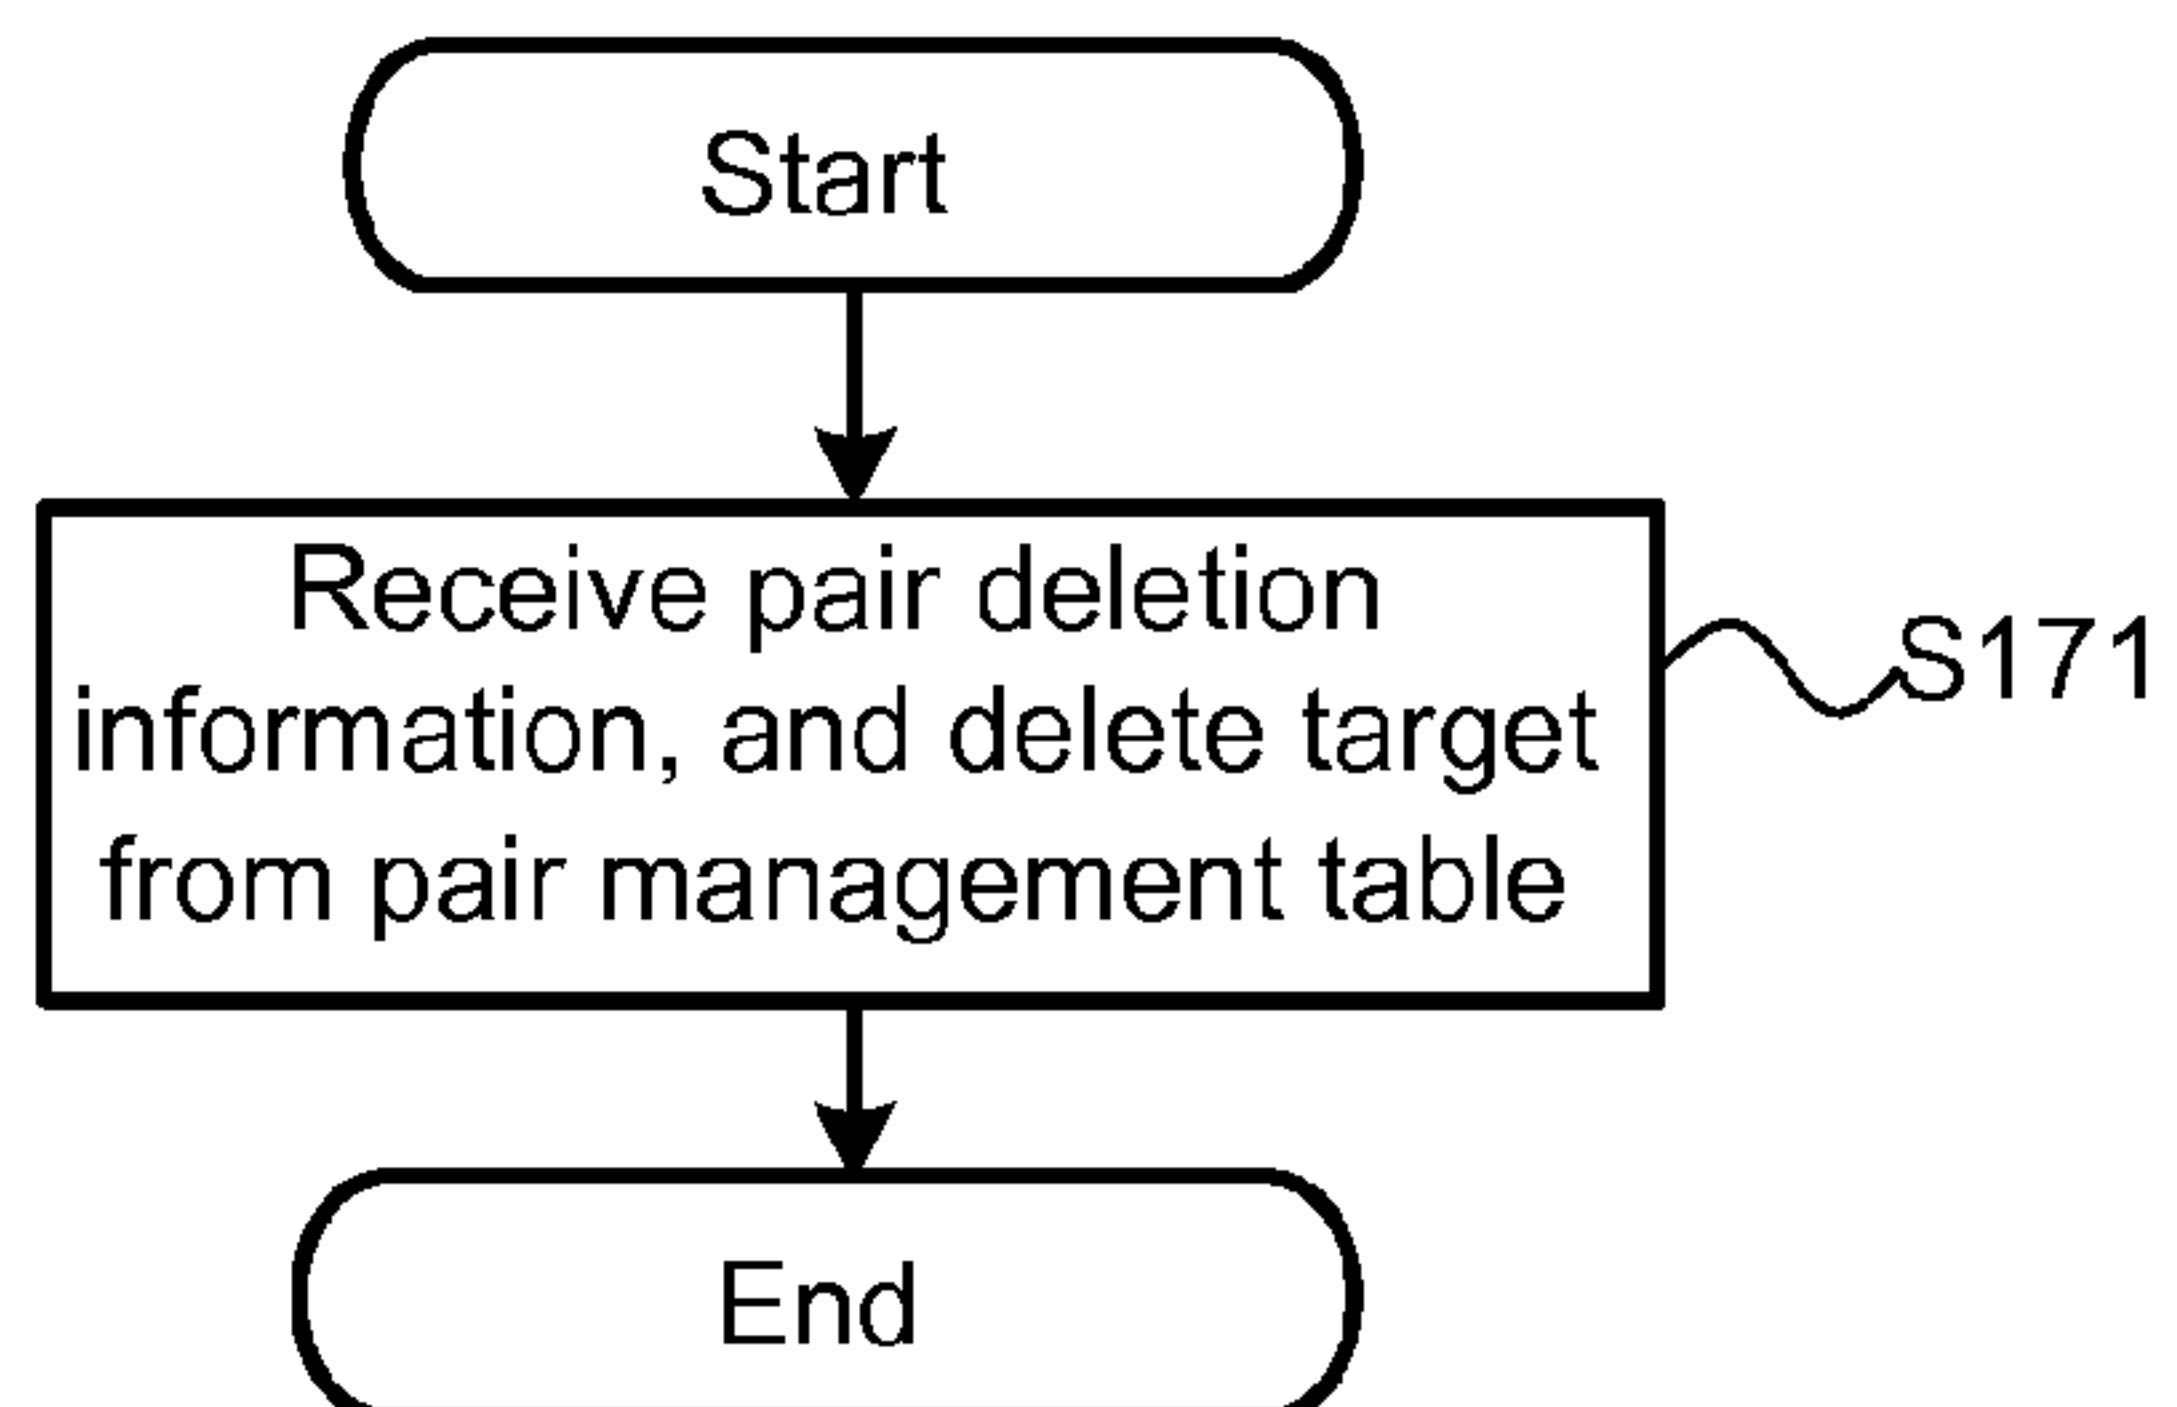 Start
Receive pair deletion
information, and delete target
from pair management table
S171
End